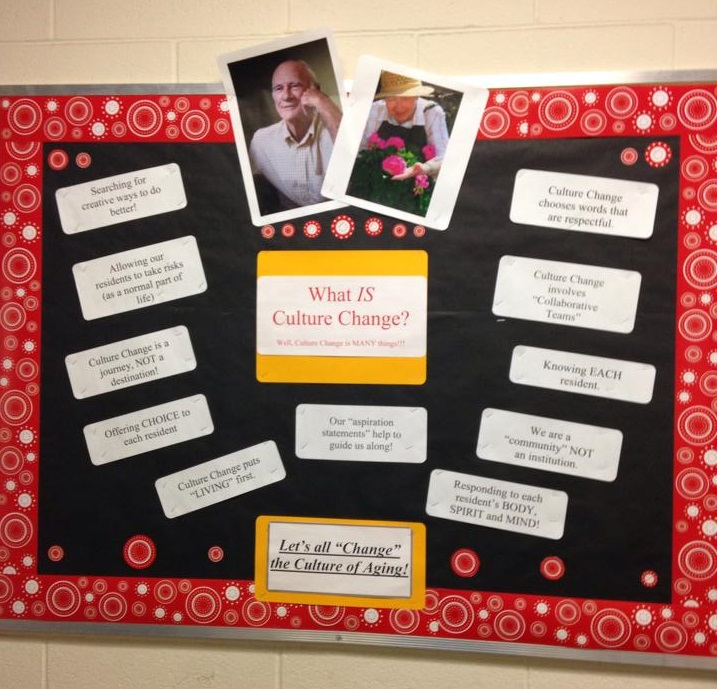 What IS
Culture Change?
Well, Culture Change is MANY things!!!
Searching for
creative ways to do
better!
Allowing our
residents to take risks
(as a normal part of
life)
Culture Change is a
journey, NOT a
destination!
Offering CHOICE to
each resident
Culture Change puts
"LIVING" first.
Our "aspiration
statements" help to
guide us along!
Culture Change
chooses words that
are respectful.
Culture Change
involves
"Collaborative
Teams"
Knowing EACH
resident.
We are a
"community" NOT
an institution.
Responding to each
resident's BODY,
SPIRIT and MIND!
Let's all "Change"
the Culture of Aging!